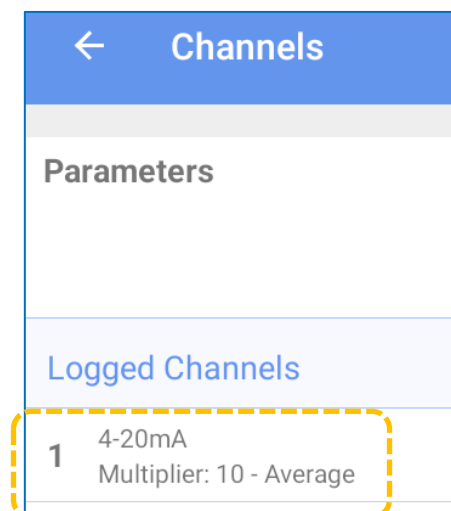 Channels
Parameters
Logged Channels
1
4-20mA
Multiplier: 10 - Average